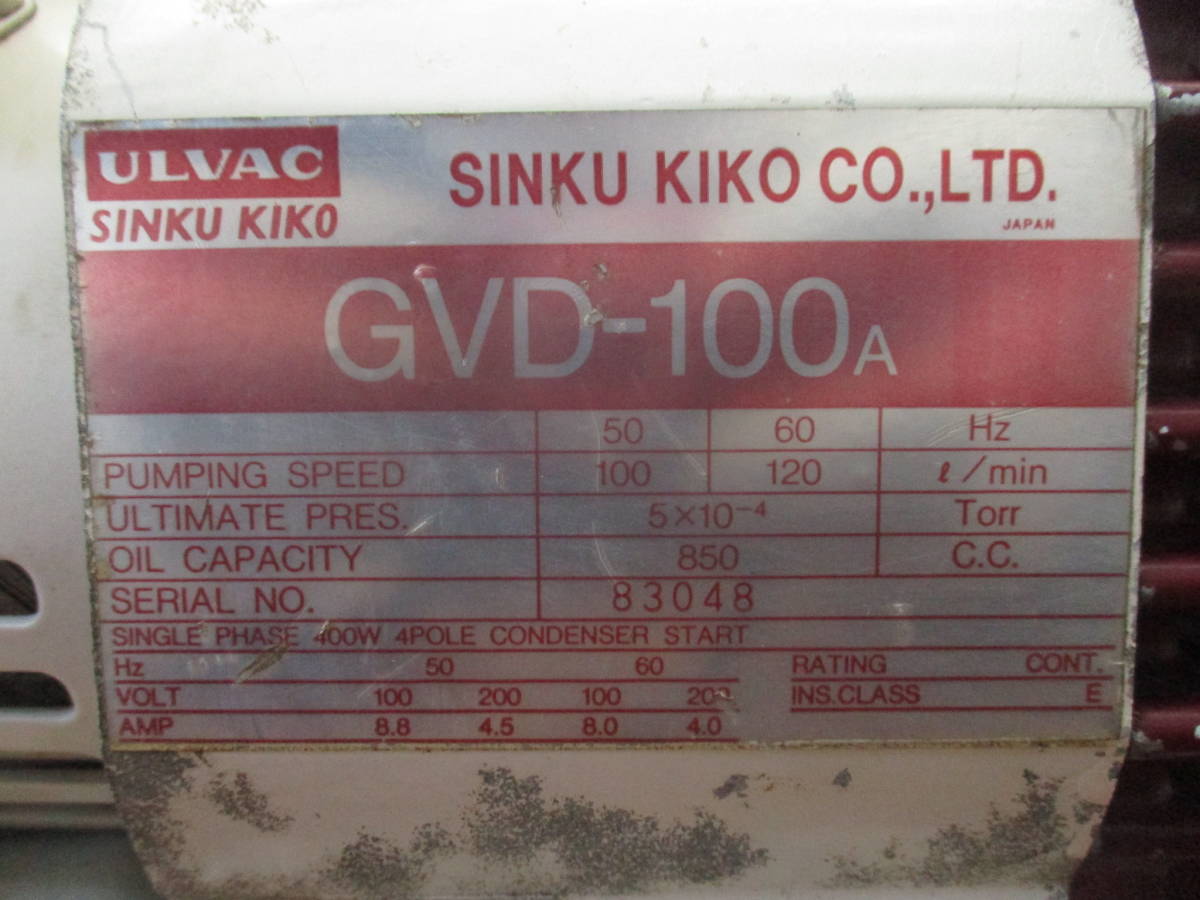 ULVAC
SINKU KIKO
SINKU KIKO CO.,LTD.
JAPAN
GVD-100A
50 60 Hz
PUMPING SPEED 100 120 ℓ/min
ULTIMATE PRES. 5×10⁻⁴ Torr
OIL CAPACITY 850 C.C.
SERIAL NO. 83048
SINGLE PHASE 400W 4POLE CONDENSER START
Hz 50 60 RATING CONT.
VOLT 100 200 100 200 INS.CLASS E
AMP 8.8 4.5 8.0 4.0